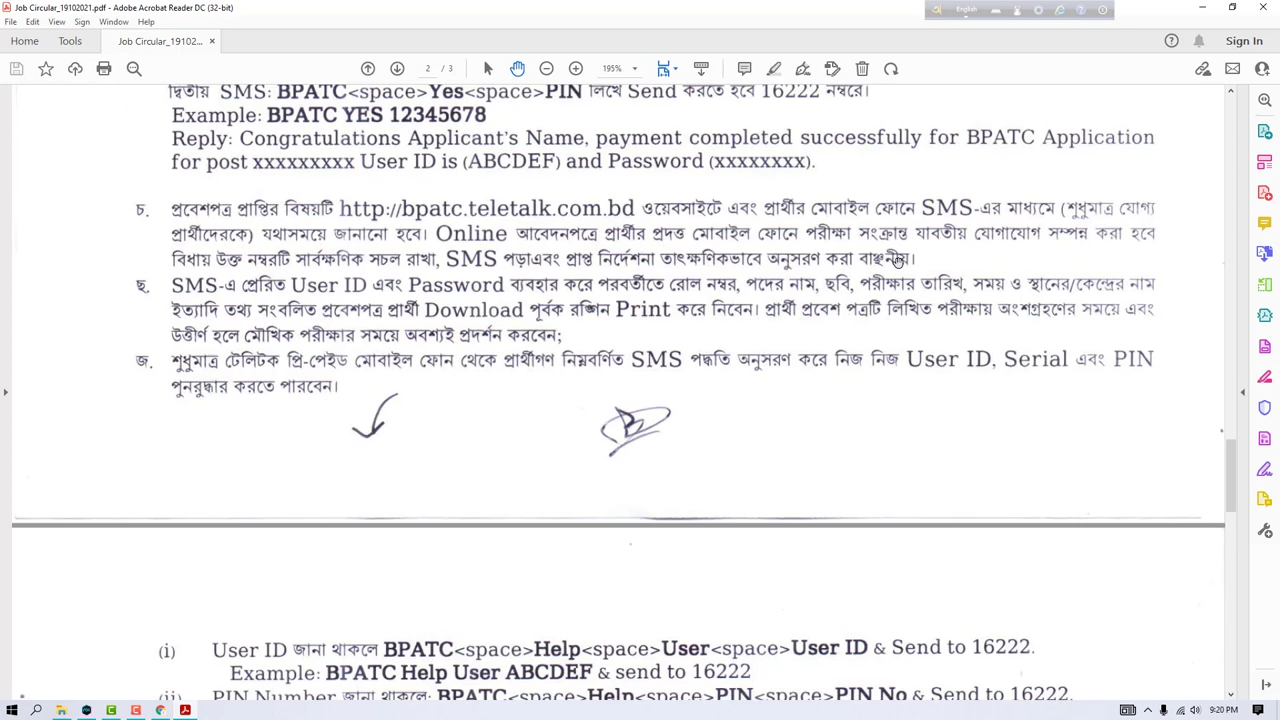 Job Circular_19102021.pdf - Adobe Acrobat Reader DC (32-bit)
English
File Edit View Sign Window Help
Home Tools Job Circular_19102... × Sign In
2 / 3 195%
দ্বিতীয় SMS: BPATC<space>Yes<space>PIN লিখে Send করতে হবে 16222 নম্বরে।
Example: BPATC YES 12345678
Reply: Congratulations Applicant's Name, payment completed successfully for BPATC Application
for post xxxxxxxxx User ID is (ABCDEF) and Password (xxxxxxxx).
চ. প্রবেশপত্র প্রাপ্তির বিষয়টি http://bpatc.teletalk.com.bd ওয়েবসাইটে এবং প্রার্থীর মোবাইল ফোনে SMS-এর মাধ্যমে (শুধুমাত্র যোগ্য
প্রার্থীদেরকে) যথাসময়ে জানানো হবে। Online আবেদনপত্রে প্রার্থীর প্রদত্ত মোবাইল ফোনে পরীক্ষা সংক্রান্ত যাবতীয় যোগাযোগ সম্পন্ন করা হবে
বিধায় উক্ত নম্বরটি সার্বক্ষণিক সচল রাখা, SMS পড়াএবং প্রাপ্ত নির্দেশনা তাৎক্ষণিকভাবে অনুসরণ করা বাঞ্ছনীয়।
ছ. SMS-এ প্রেরিত User ID এবং Password ব্যবহার করে পরবর্তীতে রোল নম্বর, পদের নাম, ছবি, পরীক্ষার তারিখ, সময় ও স্থানের/কেন্দ্রের নাম
ইত্যাদি তথ্য সংবলিত প্রবেশপত্র প্রার্থী Download পূর্বক রঙ্গিন Print করে নিবেন। প্রার্থী প্রবেশ পত্রটি লিখিত পরীক্ষায় অংশগ্রহণের সময়ে এবং
উত্তীর্ণ হলে মৌখিক পরীক্ষার সময়ে অবশ্যই প্রদর্শন করবেন;
জ. শুধুমাত্র টেলিটক প্রি-পেইড মোবাইল ফোন থেকে প্রার্থীগণ নিম্নবর্ণিত SMS পদ্ধতি অনুসরণ করে নিজ নিজ User ID, Serial এবং PIN
পুনরুদ্ধার করতে পারবেন।
(i) User ID জানা থাকলে BPATC<space>Help<space>User<space>User ID & Send to 16222.
Example: BPATC Help User ABCDEF & send to 16222
(ii) PIN Number জানা থাকলে: BPATC<space>Help<space>PIN<space>PIN No & Send to 16222.
9:20 PM